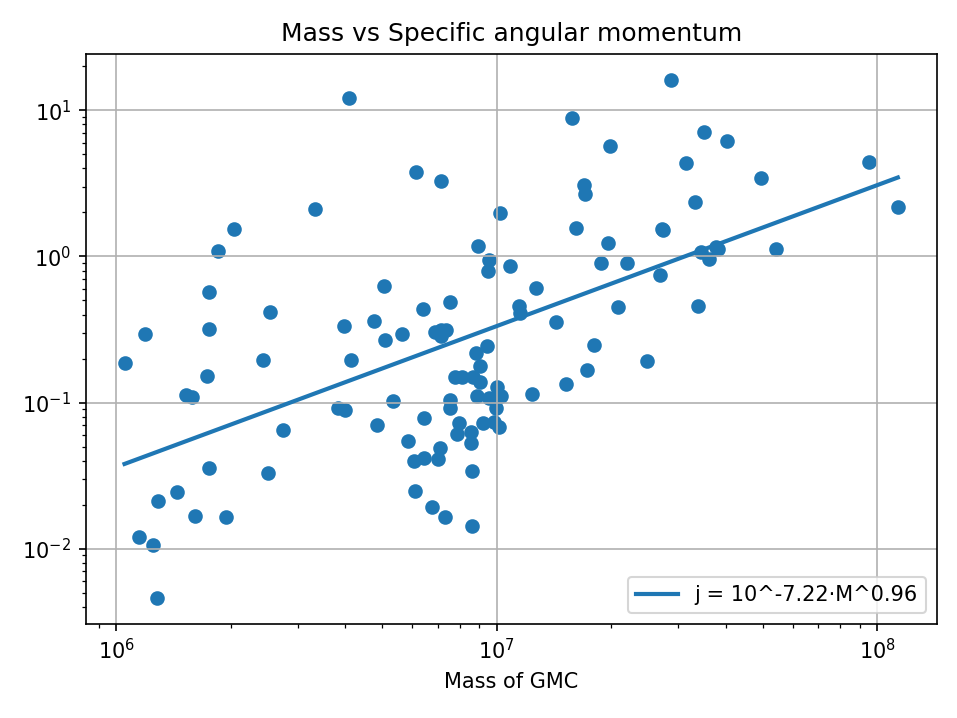 Mass vs Specific angular momentum
10^1
10^0
10^-1
10^-2
j = 10^-7.22·M^0.96
10^6 10^7 10^8
Mass of GMC